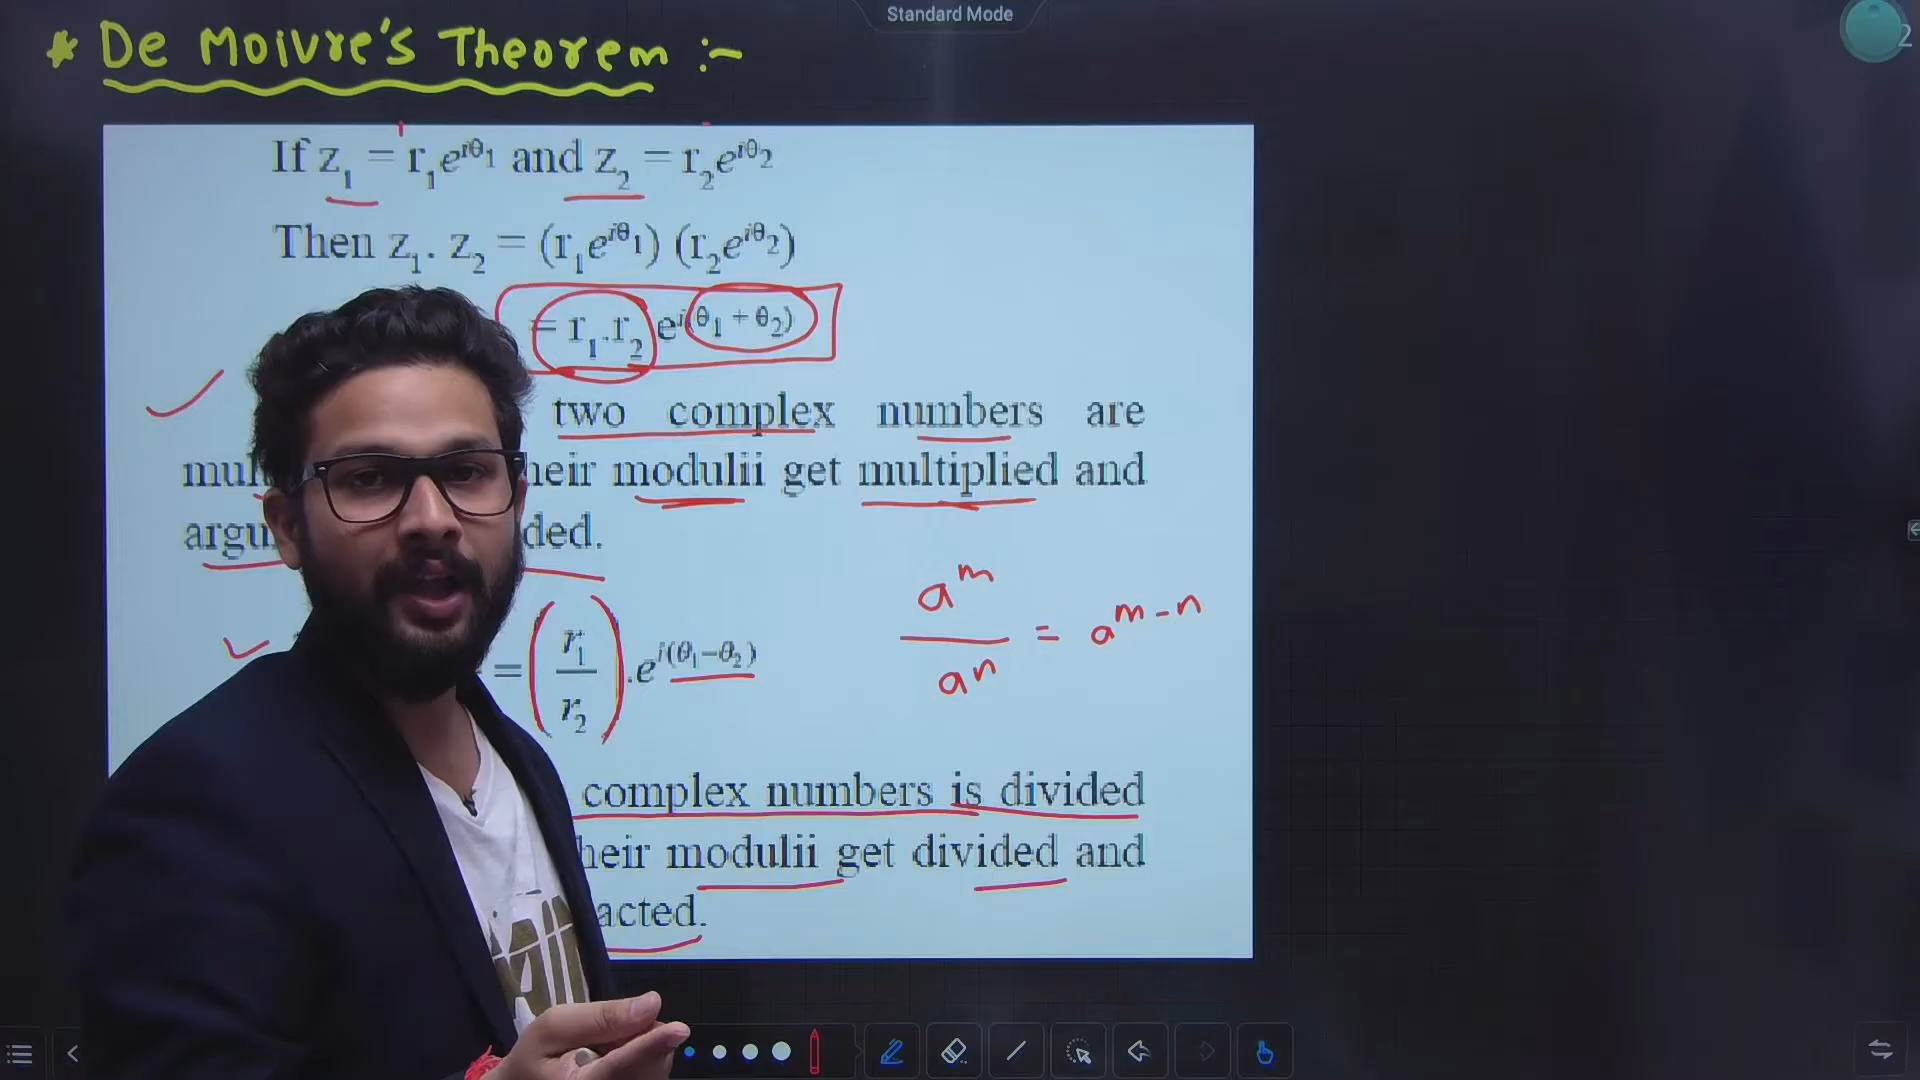 Standard Mode
* De Moivre's Theorem :-
2
If z₁ = r₁e^{iθ₁} and z₂ = r₂e^{iθ₂}
Then z₁. z₂ = (r₁e^{iθ₁}) (r₂e^{iθ₂})
= r₁.r₂ e^{i(θ₁ + θ₂)}
two complex numbers are
heir modulii get multiplied and
argu ded.
a^m / a^n = a^{m-n}
= (r₁/r₂).e^{i(θ₁-θ₂)}
complex numbers is divided
heir modulii get divided and
acted.